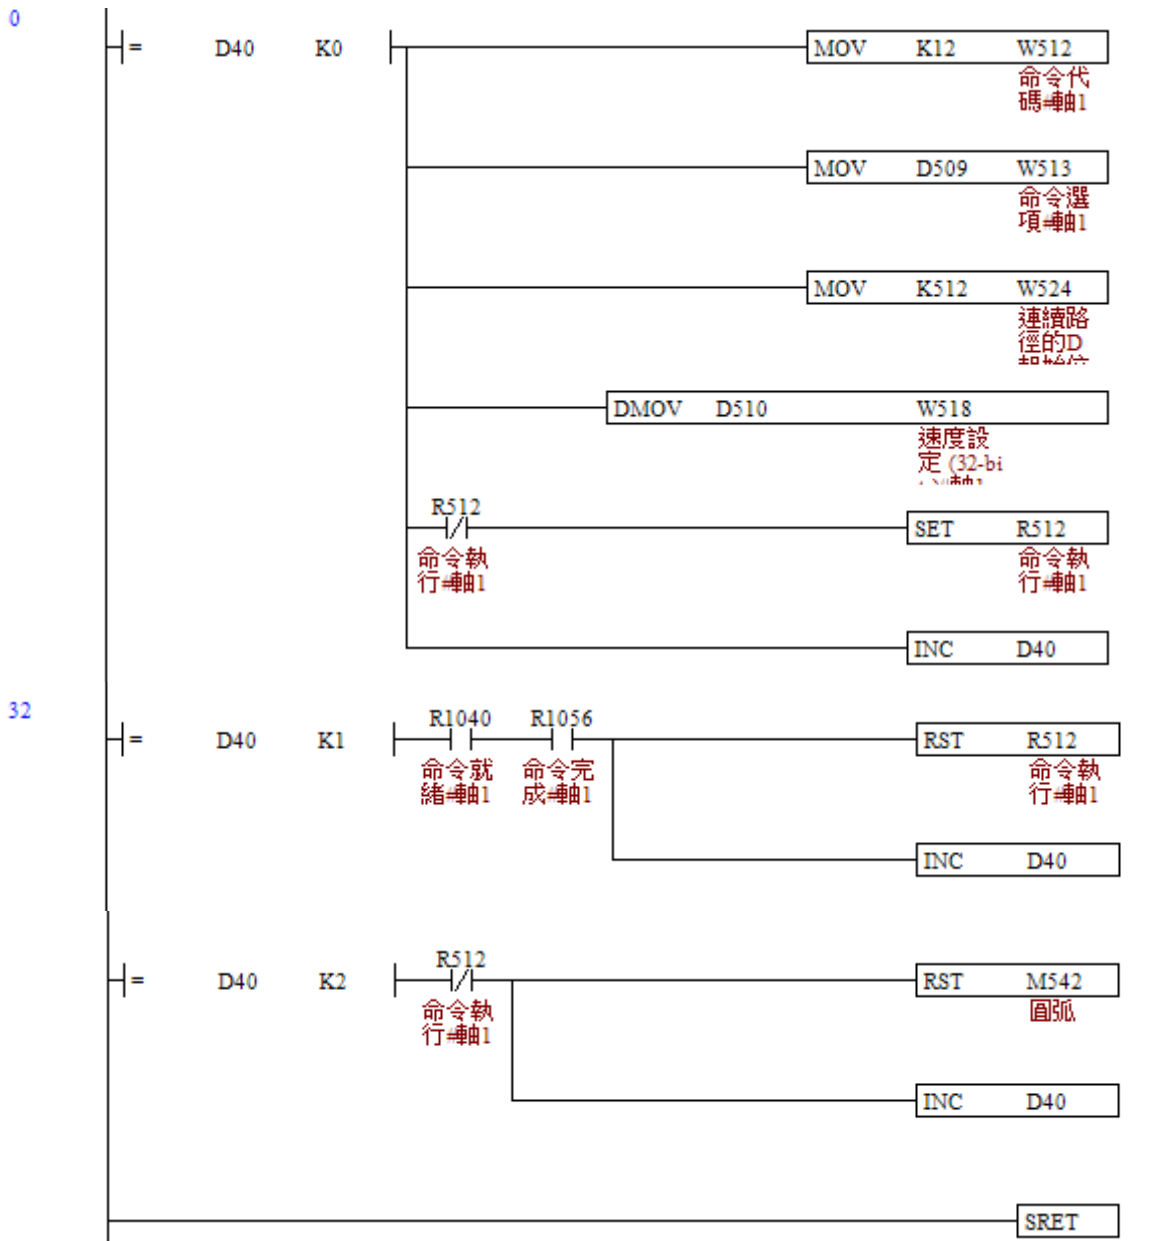 0
= D40 K0
MOV K12 W512
命令代
碼#軸1
MOV D509 W513
命令選
項#軸1
MOV K512 W524
連續路
徑的D
DMOV D510 W518
速度設
定 (32-bi
R512
命令執
行#軸1
SET R512
命令執
行#軸1
INC D40
32
= D40 K1
R1040 R1056
命令就 命令完
緒#軸1 成#軸1
RST R512
命令執
行#軸1
INC D40
= D40 K2
R512
命令執
行#軸1
RST M542
圓弧
INC D40
SRET